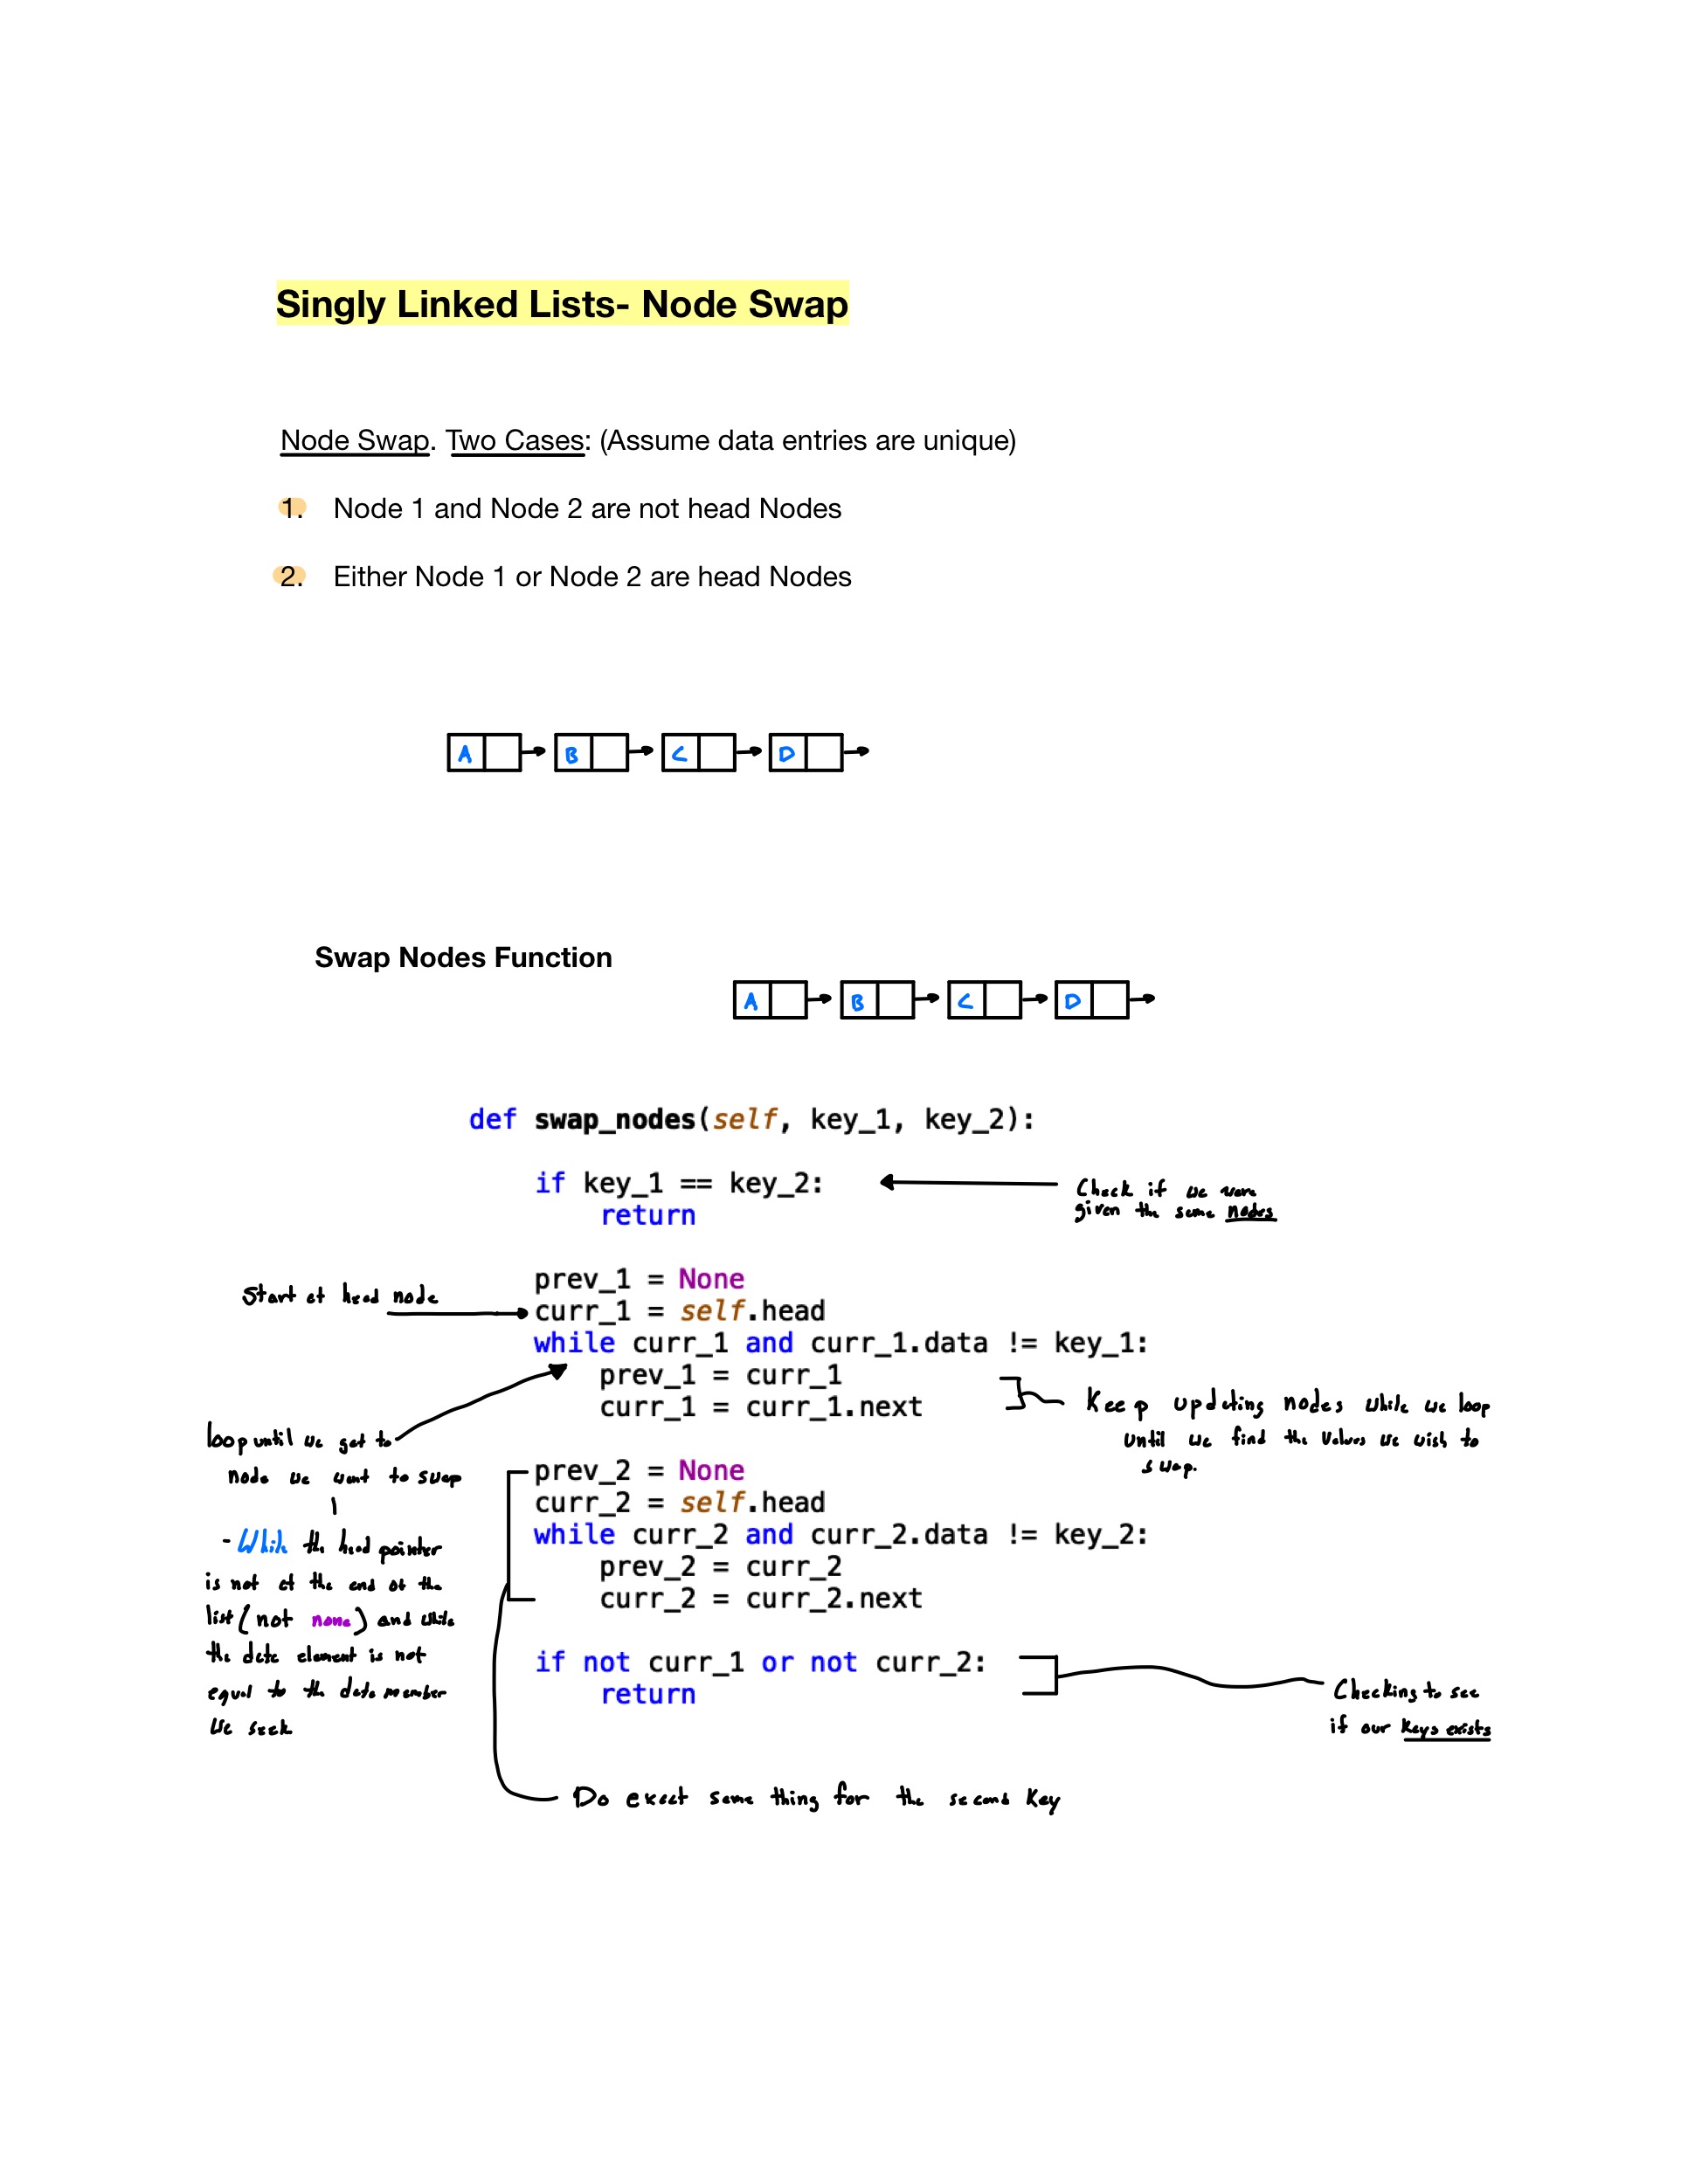 Singly Linked Lists- Node Swap
Node Swap. Two Cases: (Assume data entries are unique)
1. Node 1 and Node 2 are not head Nodes
2. Either Node 1 or Node 2 are head Nodes
A B C D
Swap Nodes Function
A B C D
def swap_nodes(self, key_1, key_2):
if key_1 == key_2:
return
Check if we were
given the same nodes
prev_1 = None
Start at head node
curr_1 = self.head
while curr_1 and curr_1.data != key_1:
prev_1 = curr_1
curr_1 = curr_1.next
Keep updating nodes while we loop
until we find the values we wish to
swap.
loop until we get to
node we want to swap
- While the head pointer
is not at the end of the
list (not none) and while
the data element is not
equal to the data member
we seek
prev_2 = None
curr_2 = self.head
while curr_2 and curr_2.data != key_2:
prev_2 = curr_2
curr_2 = curr_2.next
if not curr_1 or not curr_2:
return
Checking to see
if our Keys exists
Do exact same thing for the second Key